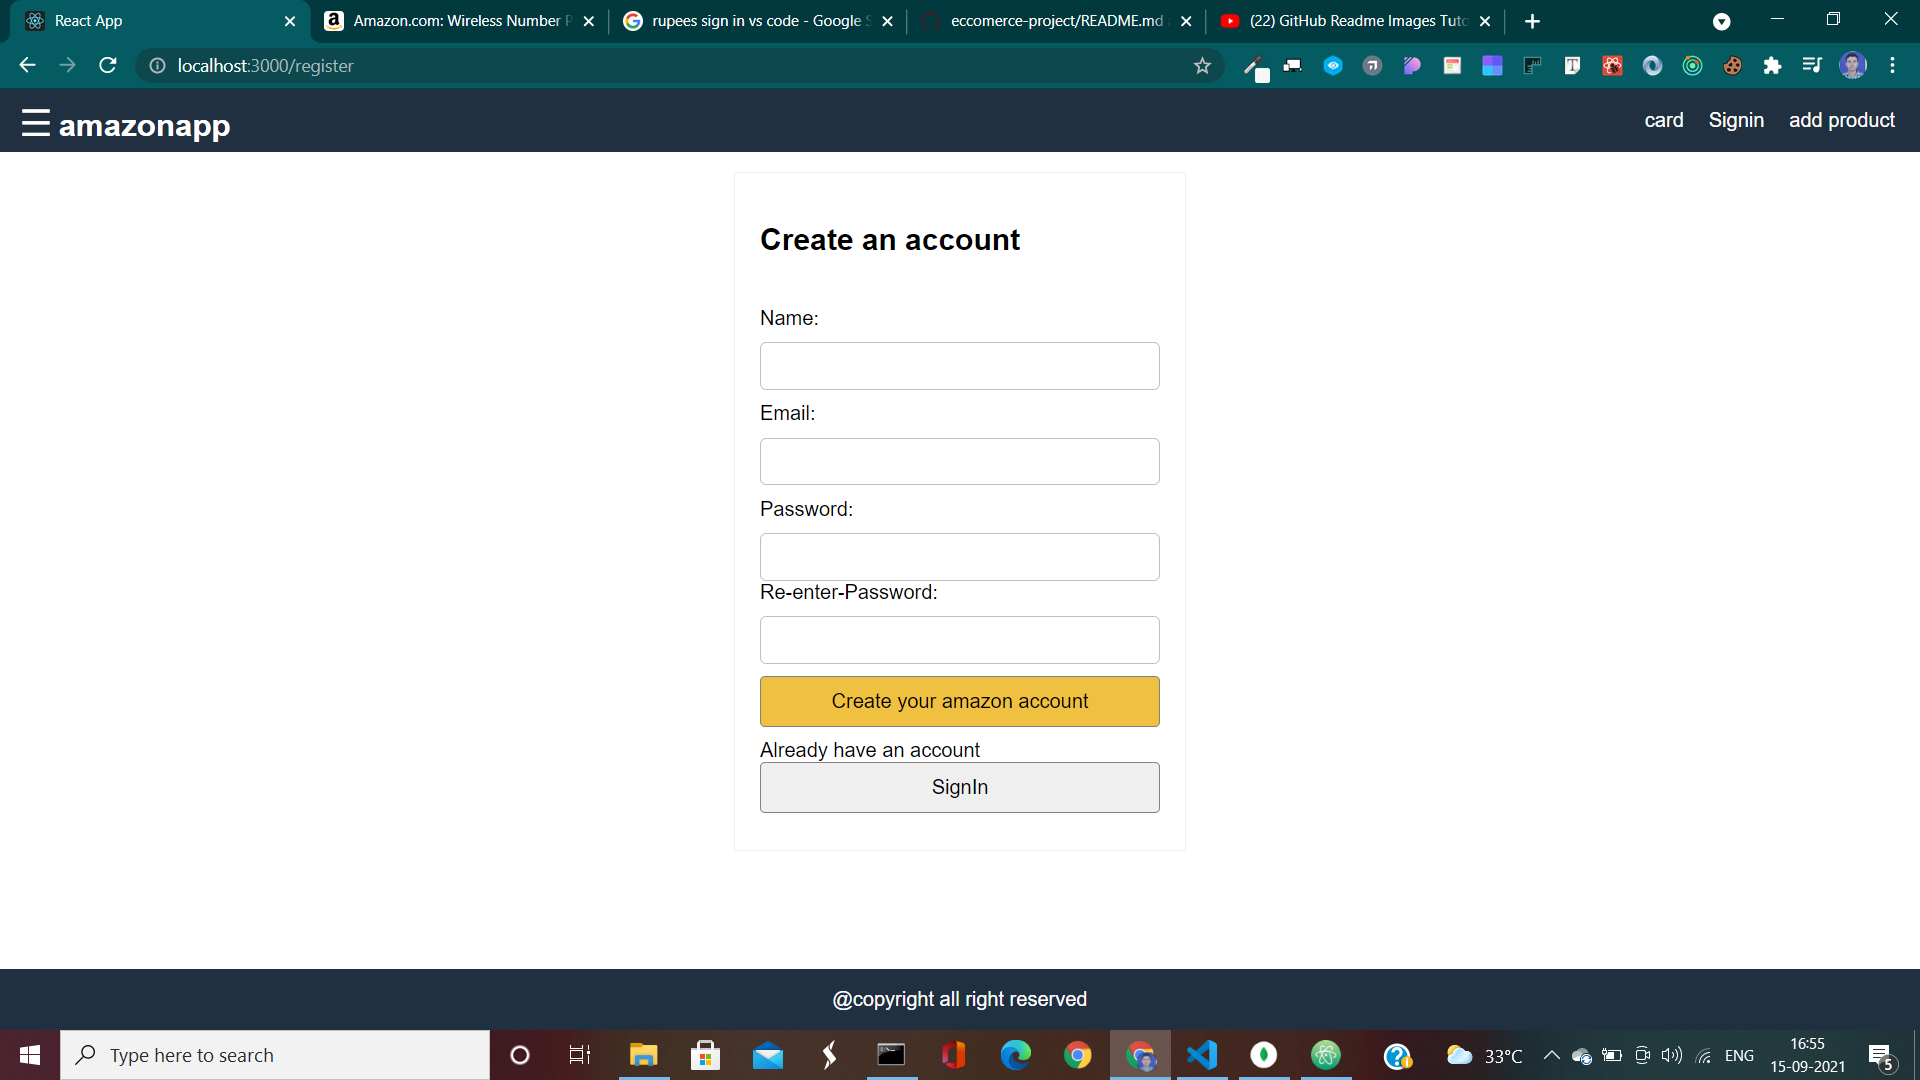 React App
Amazon.com: Wireless Number P
rupees sign in vs code - Google S
eccomerce-project/README.md
(22) GitHub Readme Images Tuto
localhost:3000/register
amazonapp
card
Signin
add product
Create an account
Name:
Email:
Password:
Re-enter-Password:
Create your amazon account
Already have an account
SignIn
@copyright all right reserved
Type here to search
33°C
ENG
16:55
15-09-2021
5